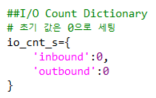 ##I/O Count Dictionary
# 초기 값은 0으로 세팅
io_cnt_s={
    'inbound':0,
    'outbound':0
}